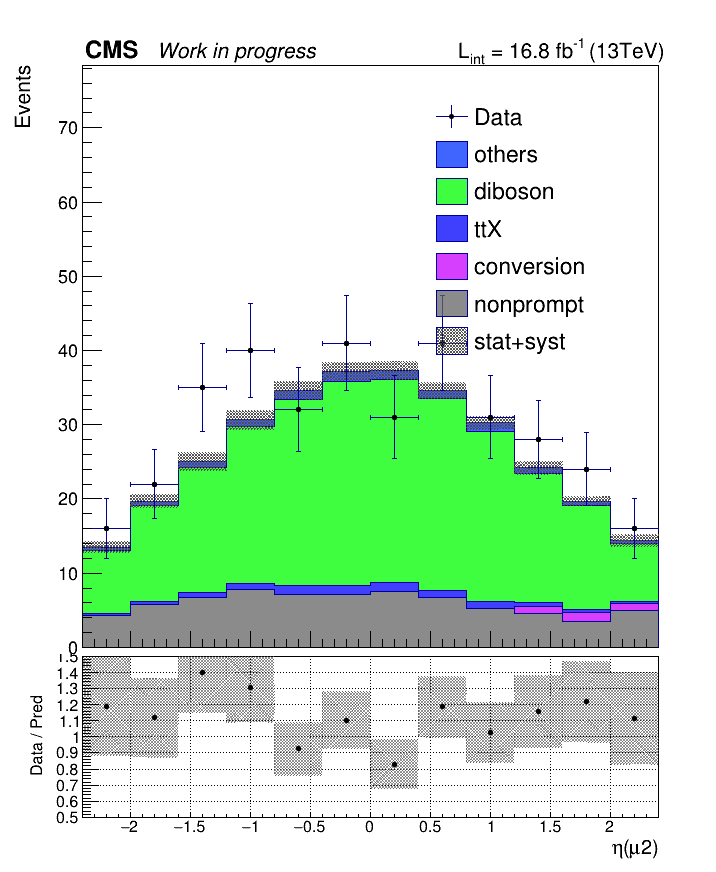 CMS Work in progress L_int = 16.8 fb^-1 (13TeV)
Events
70
60
50
40
30
20
10
0
Data
others
diboson
ttX
conversion
nonprompt
stat+syst
Data / Pred
1.5
1.4
1.3
1.2
1.1
1
0.9
0.8
0.7
0.6
0.5
−2 −1.5 −1 −0.5 0 0.5 1 1.5 2
η(μ2)